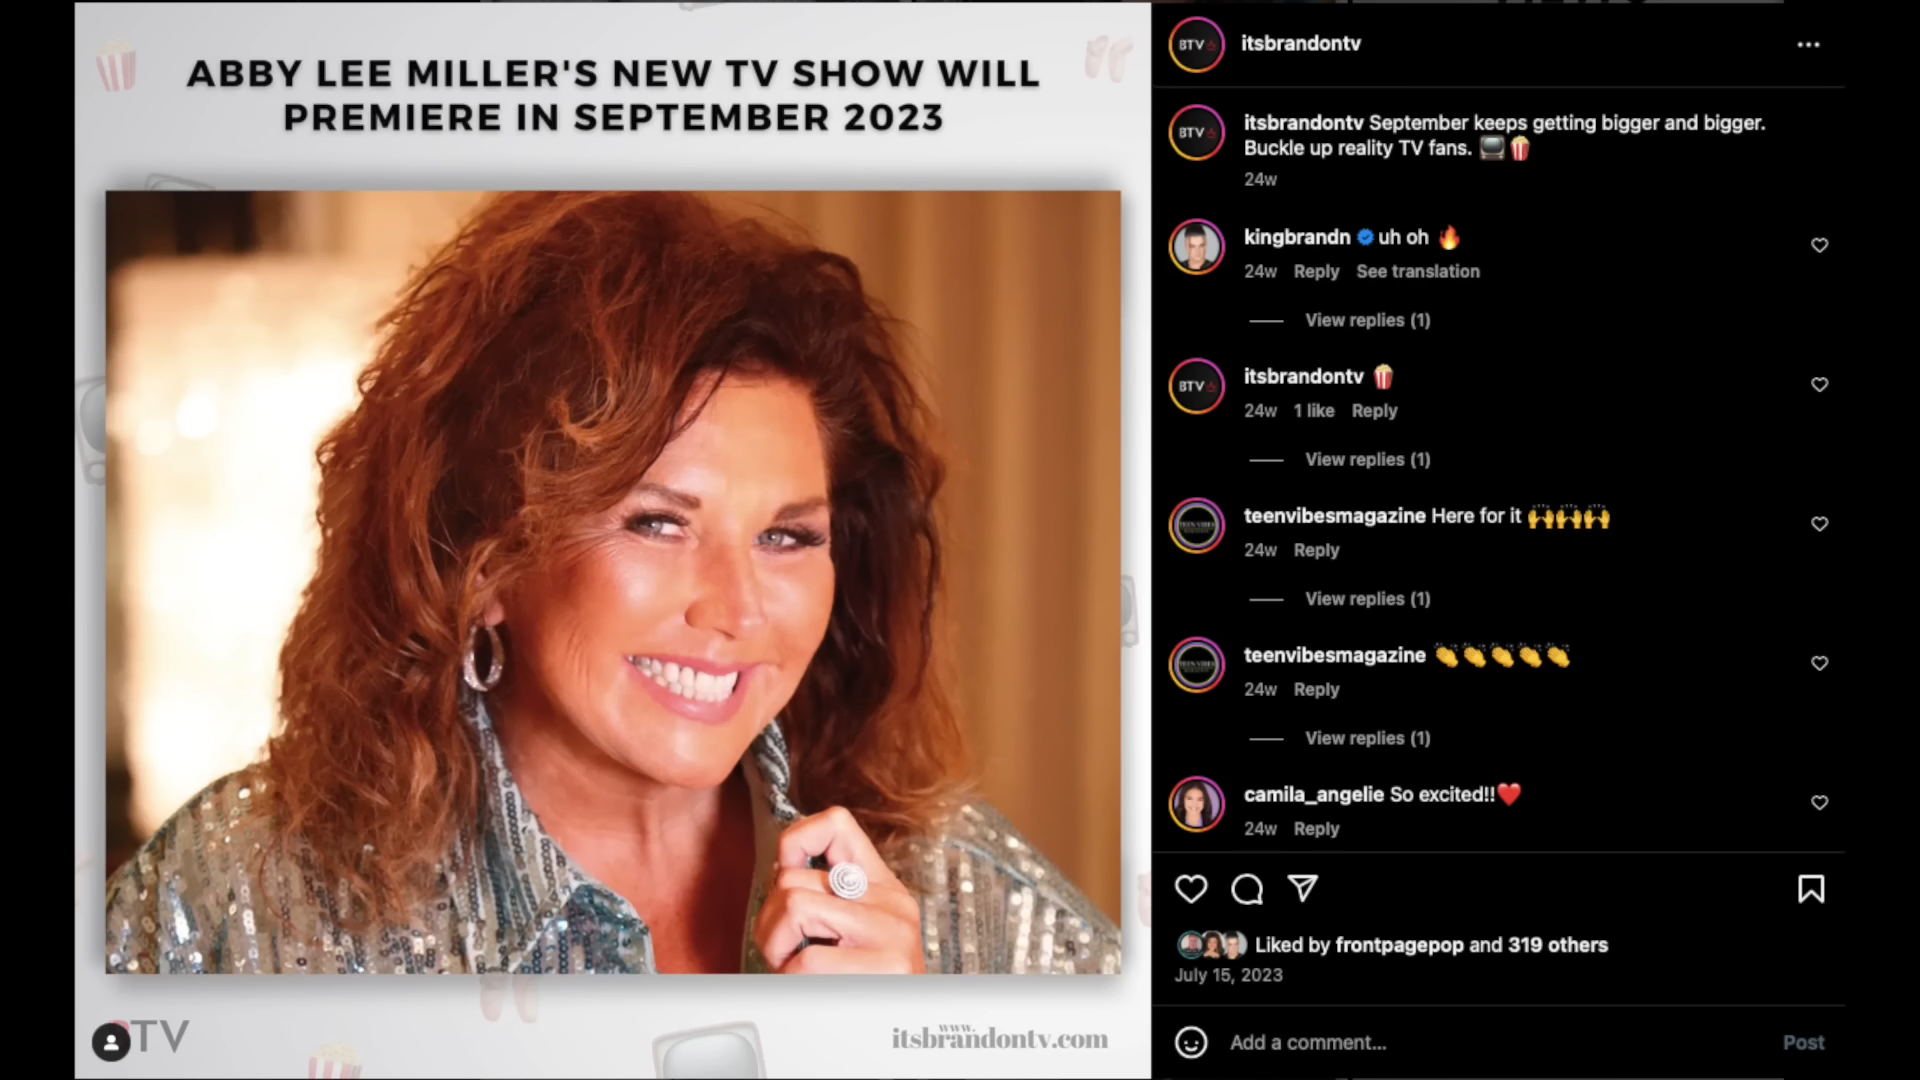 ABBY LEE MILLER'S NEW TV SHOW WILL
PREMIERE IN SEPTEMBER 2023
TV
www.
itsbrandontv.com
BTV
itsbrandontv
BTV
itsbrandontv September keeps getting bigger and bigger.
Buckle up reality TV fans. 📺🍿
24w
kingbrandn uh oh 🔥
24w Reply See translation
View replies (1)
BTV
itsbrandontv 🍿
24w 1 like Reply
View replies (1)
TEEN VIBES
teenvibesmagazine Here for it 🙌🙌🙌
24w Reply
View replies (1)
TEEN VIBES
teenvibesmagazine 👏👏👏👏👏
24w Reply
View replies (1)
camila_angelie So excited!!❤️
24w Reply
Liked by frontpagepop and 319 others
July 15, 2023
Add a comment...
Post